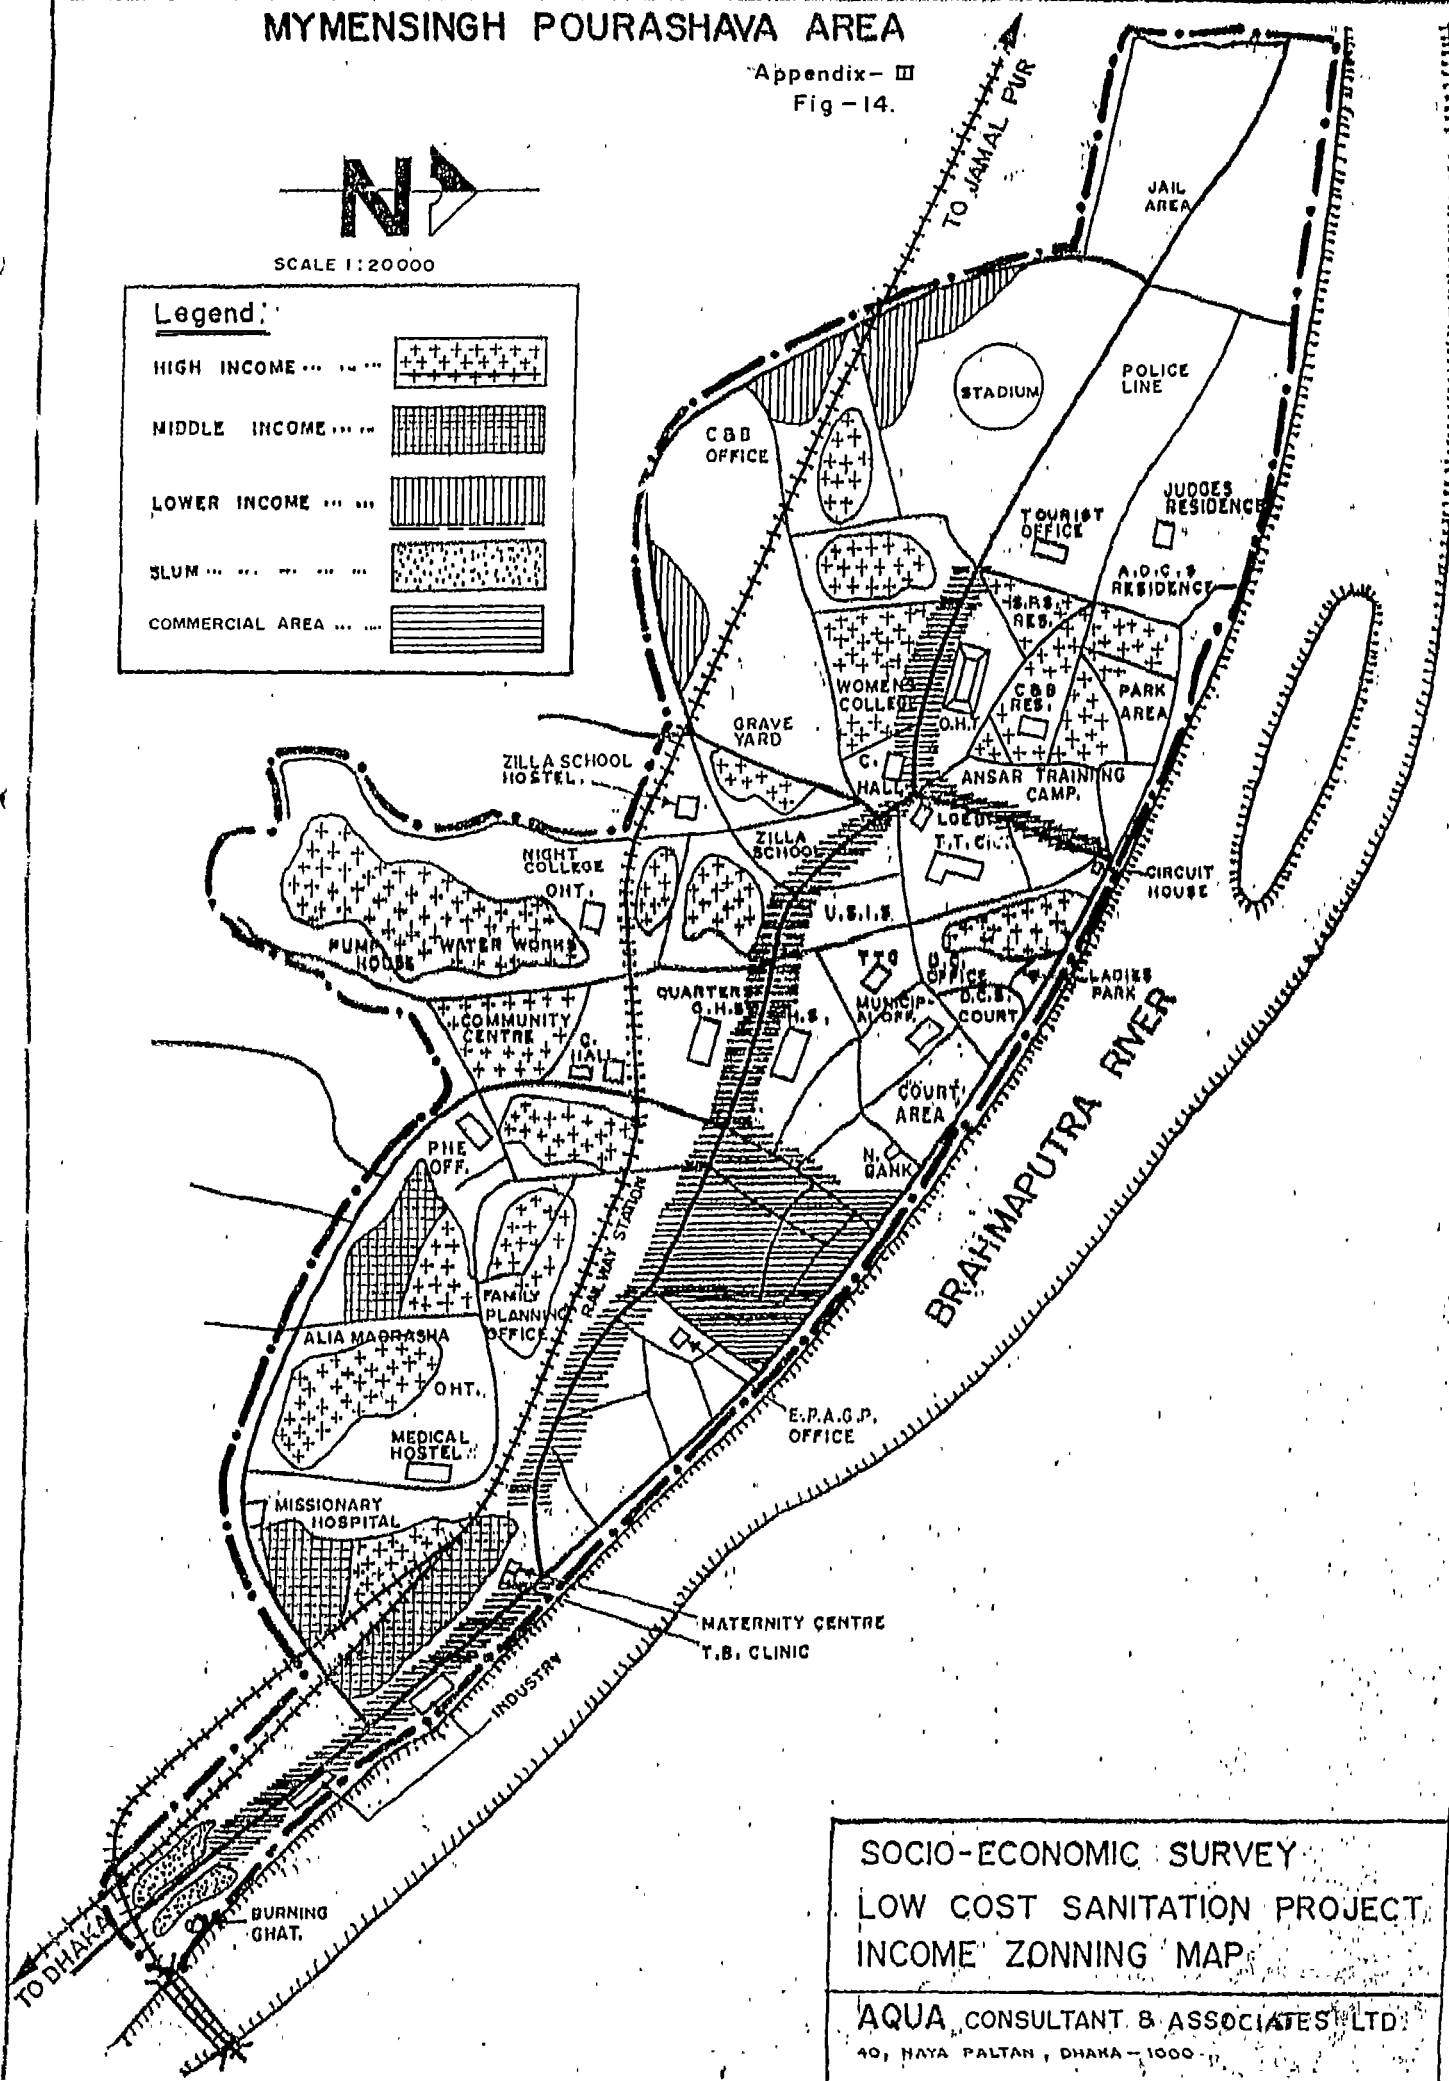 MYMENSINGH POURASHAVA AREA
Appendix- III
Fig-14.
TO JAMAL PUR
N
SCALE 1:20000
Legend:
HIGH INCOME
MIDDLE INCOME
LOWER INCOME
SLUM
COMMERCIAL AREA
JAIL
AREA
POLICE
LINE
STADIUM
C&B
OFFICE
JUDGES
RESIDENCE
TOURIST
OFFICE
A.D.C,S
RESIDENCE
S.P.S.
RES.
WOMENS
COLLEGE
O.H.T
C&B
RES.
PARK
AREA
GRAVE
YARD
ZILLA SCHOOL
HOSTEL.
C.
HALL
ANSAR TRAINING
CAMP.
ZILLA
SCHOOL
T.T.
NIGHT
COLLEGE
OHT.
CIRCUIT
HOUSE
U.S.I.S
PUMP
HOUSE
WATER WORKS
TTC
OFFICE
LADIES
PARK
QUARTERS
G.H.S
H.S.
MUNICIP-
AL OFF.
D.C.S.
COURT
COMMUNITY
CENTRE
C.
HALL
COURT
AREA
PHE
OFF.
N.
BANK
BRAHMAPUTRA RIVER
RAILWAY STATION
FAMILY
PLANNING
OFFICE
ALIA MADRASHA
OHT.
MEDICAL
HOSTEL
E.P.A.G.P.
OFFICE
MISSIONARY
HOSPITAL
MATERNITY CENTRE
T.B. CLINIC
INDUSTRY
BURNING
GHAT.
TO DHAKA
SOCIO-ECONOMIC SURVEY
LOW COST SANITATION PROJECT
INCOME ZONNING MAP
AQUA CONSULTANT & ASSOCIATES LTD.
40, NAYA PALTAN, DHAKA-1000